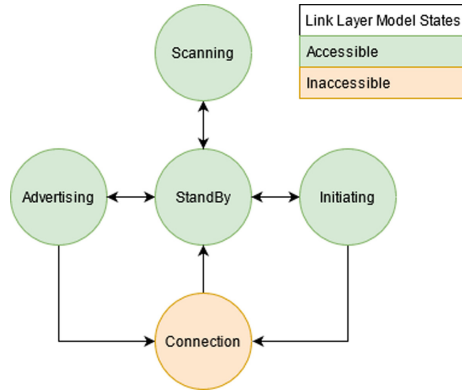 Scanning
Link Layer Model States
Accessible
Inaccessible
Advertising
StandBy
Initiating
Connection